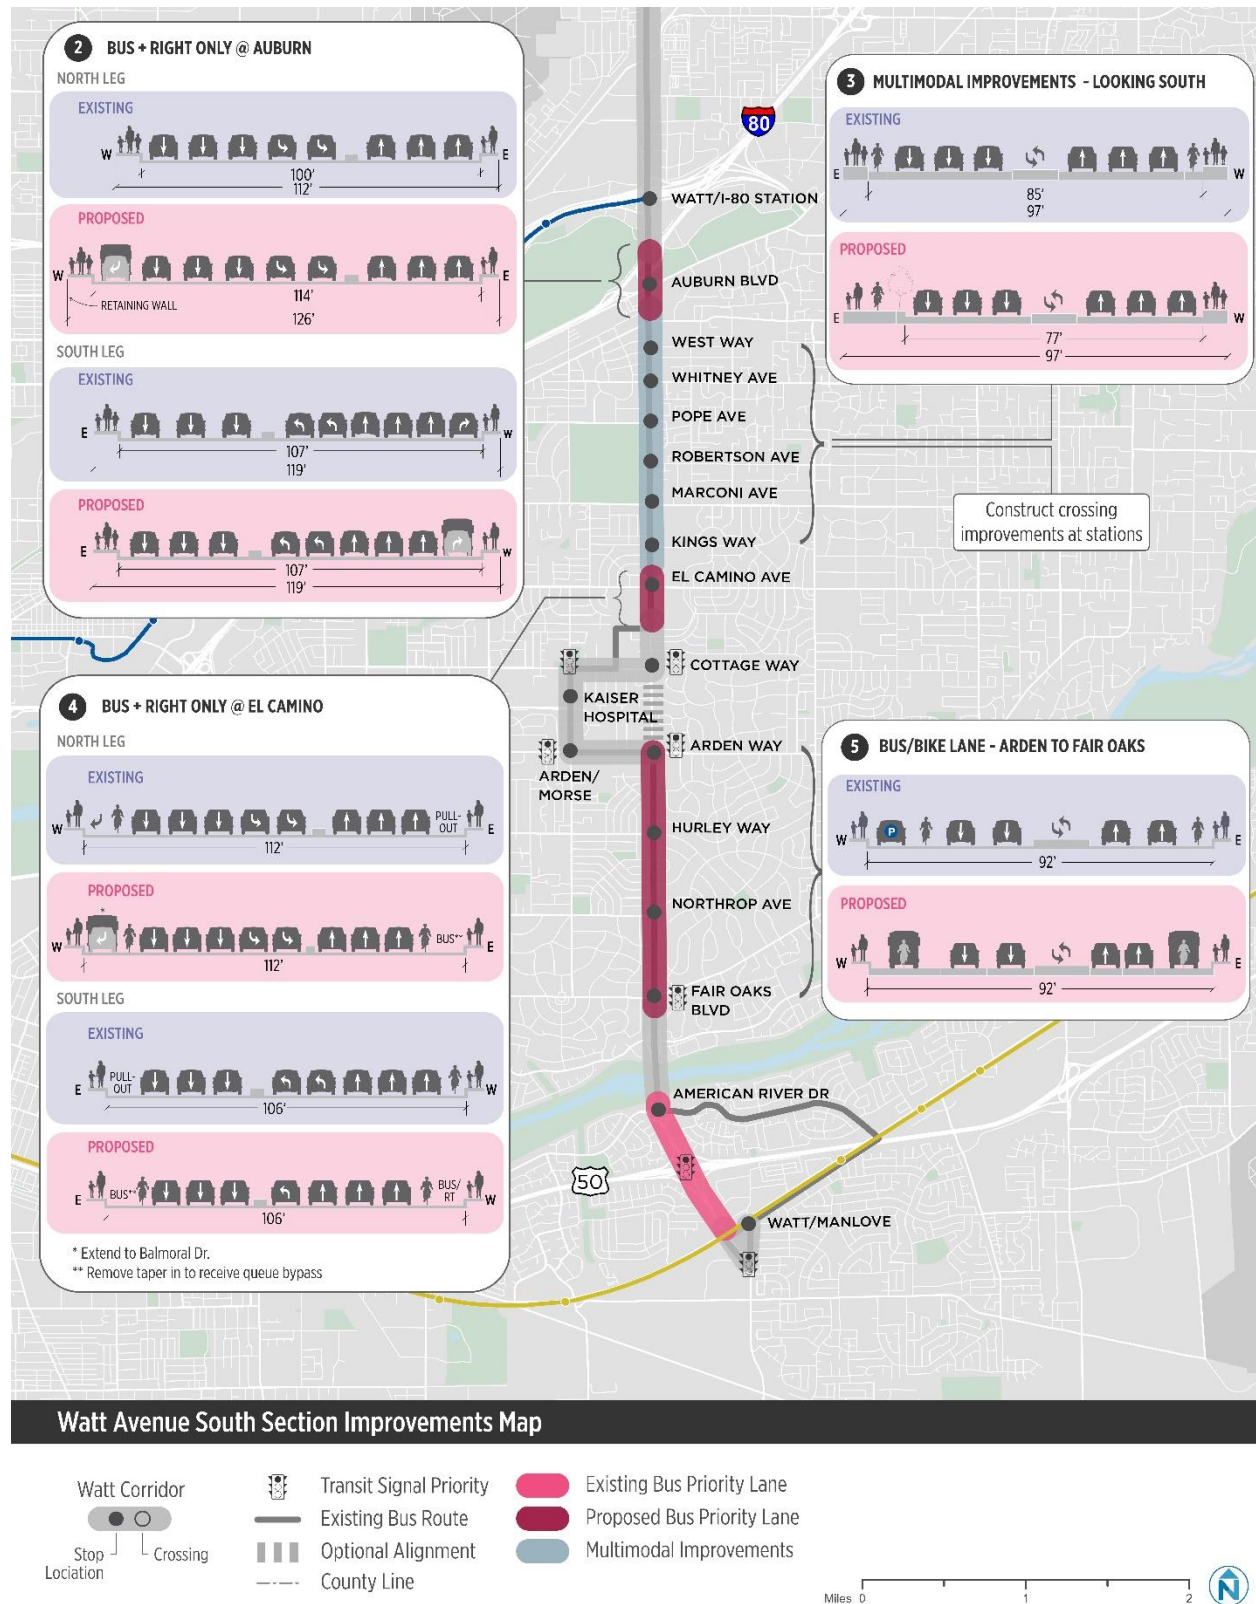 2 BUS + RIGHT ONLY @ AUBURN
NORTH LEG
EXISTING
W E
100'
112'
PROPOSED
W E
RETAINING WALL
114'
126'
SOUTH LEG
EXISTING
E W
107'
119'
PROPOSED
E W
107'
119'
3 MULTIMODAL IMPROVEMENTS - LOOKING SOUTH
EXISTING
E W
85'
97'
PROPOSED
E W
77'
97'
80
WATT/I-80 STATION
AUBURN BLVD
WEST WAY
WHITNEY AVE
POPE AVE
ROBERTSON AVE
MARCONI AVE
KINGS WAY
EL CAMINO AVE
Construct crossing
improvements at stations
COTTAGE WAY
KAISER
HOSPITAL
ARDEN WAY
ARDEN/
MORSE
HURLEY WAY
NORTHROP AVE
FAIR OAKS
BLVD
AMERICAN RIVER DR
50
WATT/MANLOVE
4 BUS + RIGHT ONLY @ EL CAMINO
NORTH LEG
EXISTING
W PULL-
OUT E
112'
PROPOSED
*
W BUS** E
112'
SOUTH LEG
EXISTING
E PULL-
OUT W
106'
PROPOSED
E BUS** BUS/
RT W
106'
* Extend to Balmoral Dr.
** Remove taper in to receive queue bypass
5 BUS/BIKE LANE - ARDEN TO FAIR OAKS
EXISTING
W P E
92'
PROPOSED
W E
92'
Watt Avenue South Section Improvements Map
Watt Corridor
Stop
Lociation
Crossing
Transit Signal Priority
Existing Bus Route
Optional Alignment
County Line
Existing Bus Priority Lane
Proposed Bus Priority Lane
Multimodal Improvements
Miles 0 1 2
N